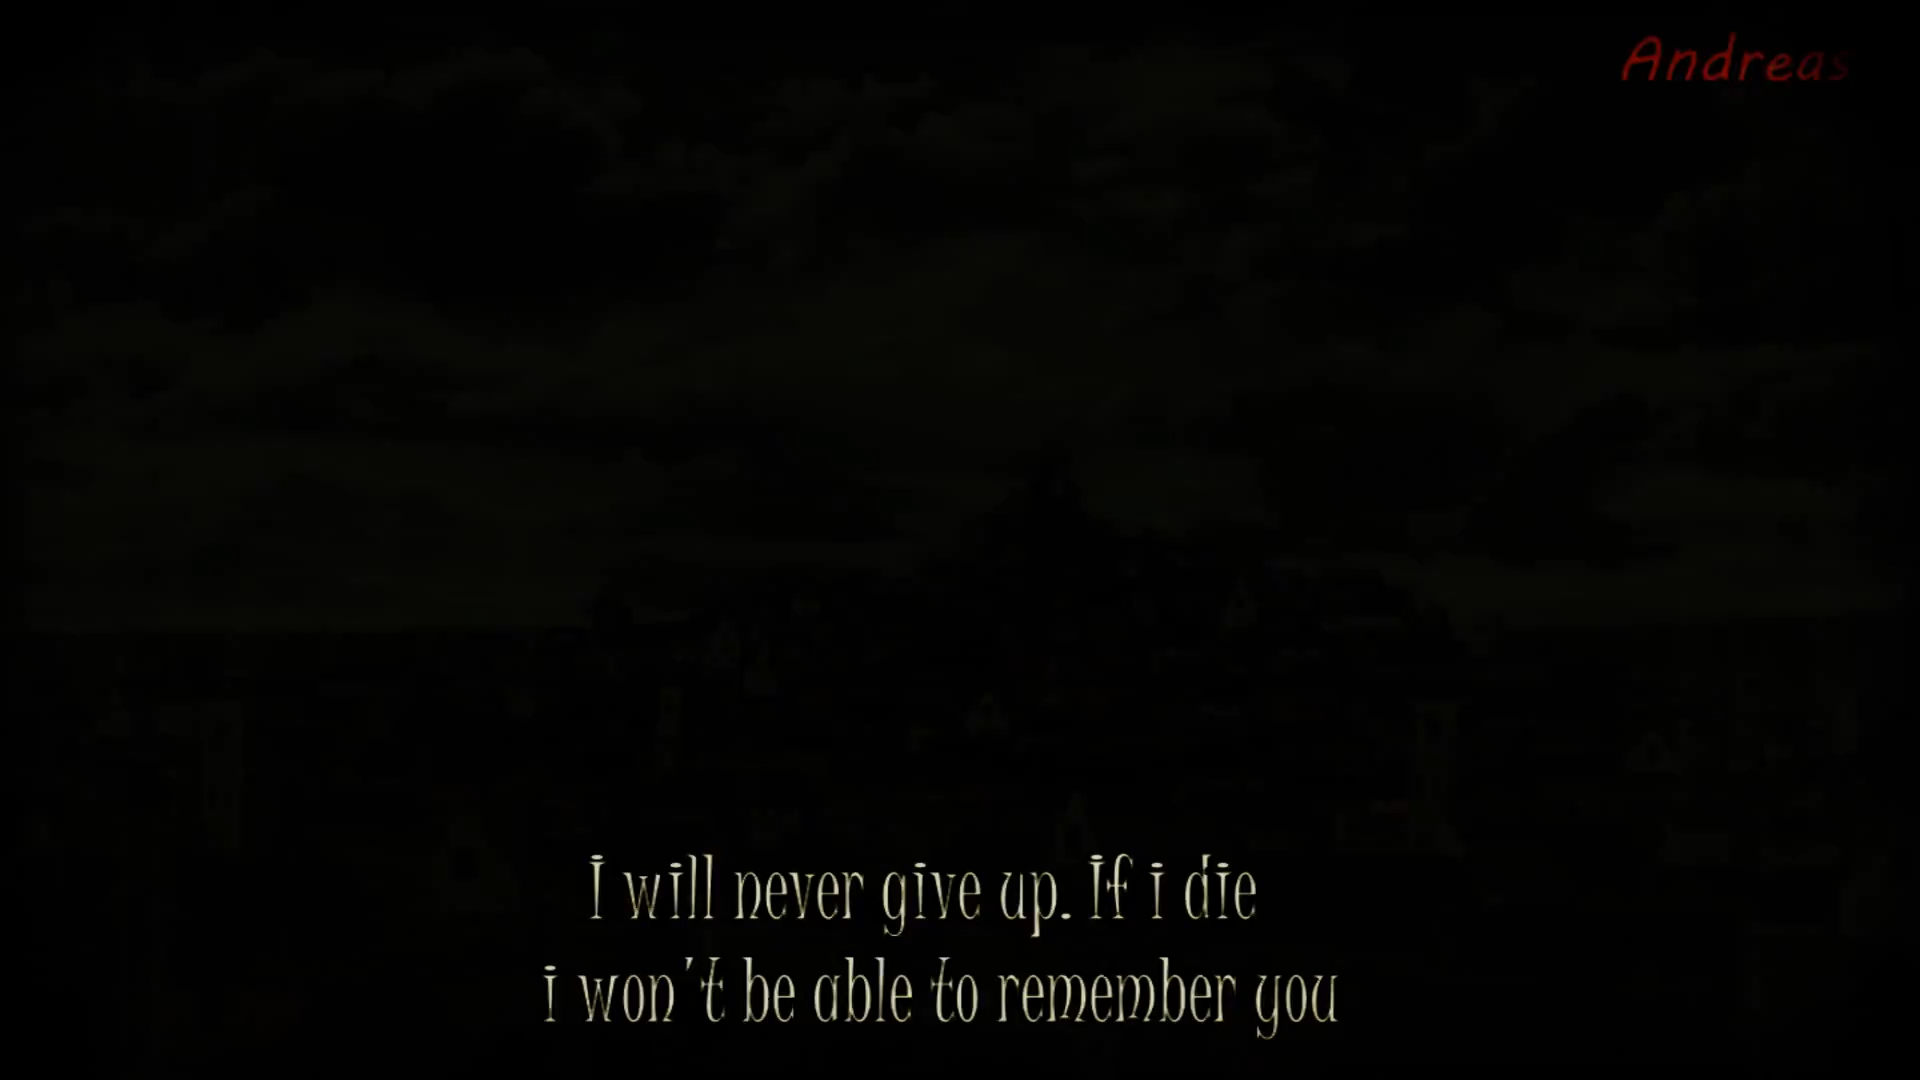 Andreas
I will never give up. If i die
i won't be able to remember you